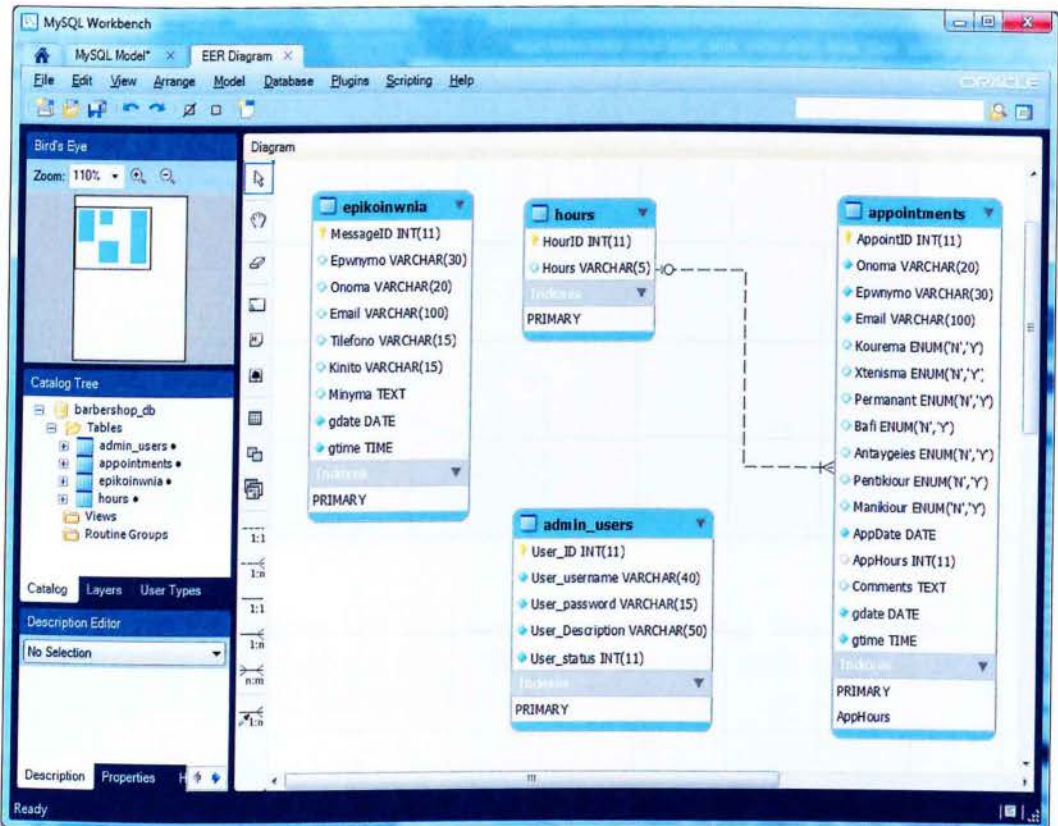 MySQL Workbench
MySQL Model* × EER Diagram ×
File Edit View Arrange Model Database Plugins Scripting Help
ORACLE
Bird's Eye
Zoom: 110%
Catalog Tree
barbershop_db
Tables
admin_users •
appointments •
epikoinwnia •
hours •
Views
Routine Groups
Catalog Layers User Types
Description Editor
No Selection
Description Properties H
Ready
Diagram
1:1
1:n
1:1
1:n
n:m
1:n
epikoinwnia
MessageID INT(11)
Epwnymo VARCHAR(30)
Onoma VARCHAR(20)
Email VARCHAR(100)
Tilefono VARCHAR(15)
Kinito VARCHAR(15)
Minyma TEXT
gdate DATE
gtime TIME
Indexes
PRIMARY
hours
HourID INT(11)
Hours VARCHAR(5)
Indexes
PRIMARY
admin_users
User_ID INT(11)
User_username VARCHAR(40)
User_password VARCHAR(15)
User_Description VARCHAR(50)
User_status INT(11)
Indexes
PRIMARY
appointments
AppointID INT(11)
Onoma VARCHAR(20)
Epwnymo VARCHAR(30)
Email VARCHAR(100)
Kourema ENUM('N','Y')
Xtenisma ENUM('N','Y',
Permanant ENUM('N','Y')
Bafi ENUM('N','Y')
Antaygeies ENUM('N','Y')
Pentikiour ENUM('N','Y')
Manikiour ENUM('N','Y')
AppDate DATE
AppHours INT(11)
Comments TEXT
gdate DATE
gtime TIME
Indexes
PRIMARY
AppHours